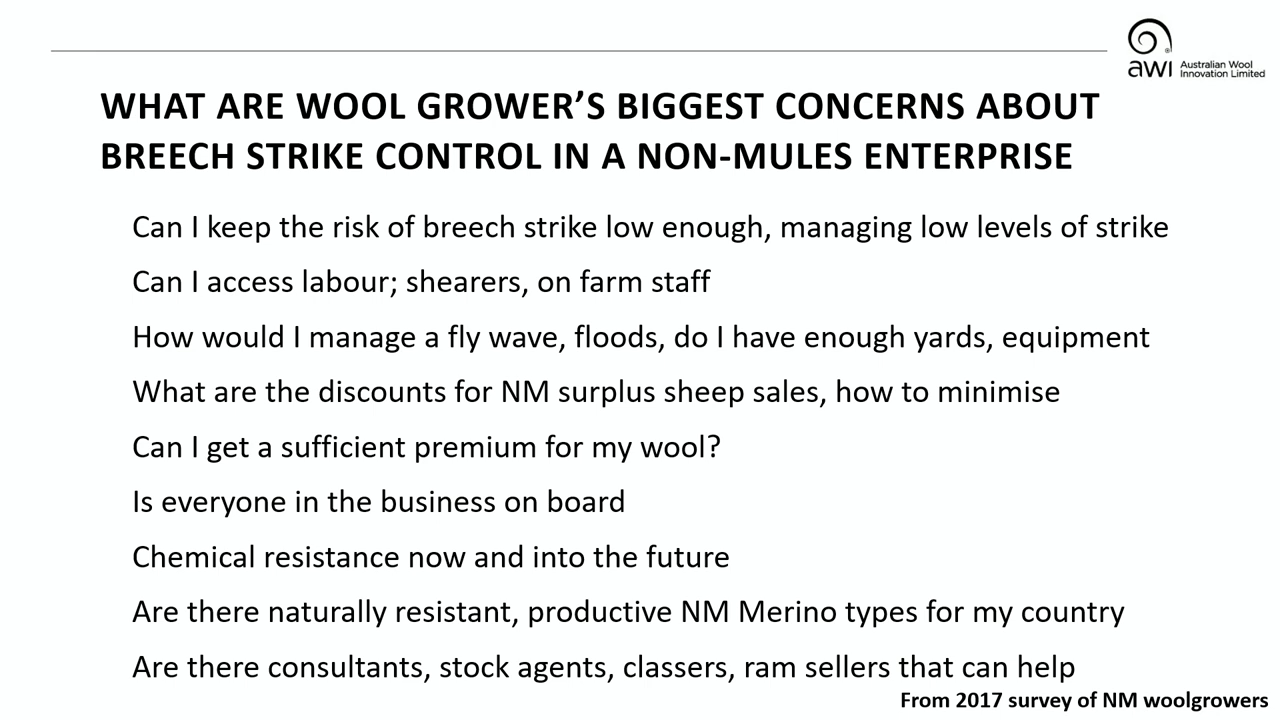 awi Australian Wool
Innovation Limited
WHAT ARE WOOL GROWER’S BIGGEST CONCERNS ABOUT
BREECH STRIKE CONTROL IN A NON-MULES ENTERPRISE
Can I keep the risk of breech strike low enough, managing low levels of strike
Can I access labour; shearers, on farm staff
How would I manage a fly wave, floods, do I have enough yards, equipment
What are the discounts for NM surplus sheep sales, how to minimise
Can I get a sufficient premium for my wool?
Is everyone in the business on board
Chemical resistance now and into the future
Are there naturally resistant, productive NM Merino types for my country
Are there consultants, stock agents, classers, ram sellers that can help
From 2017 survey of NM woolgrowers